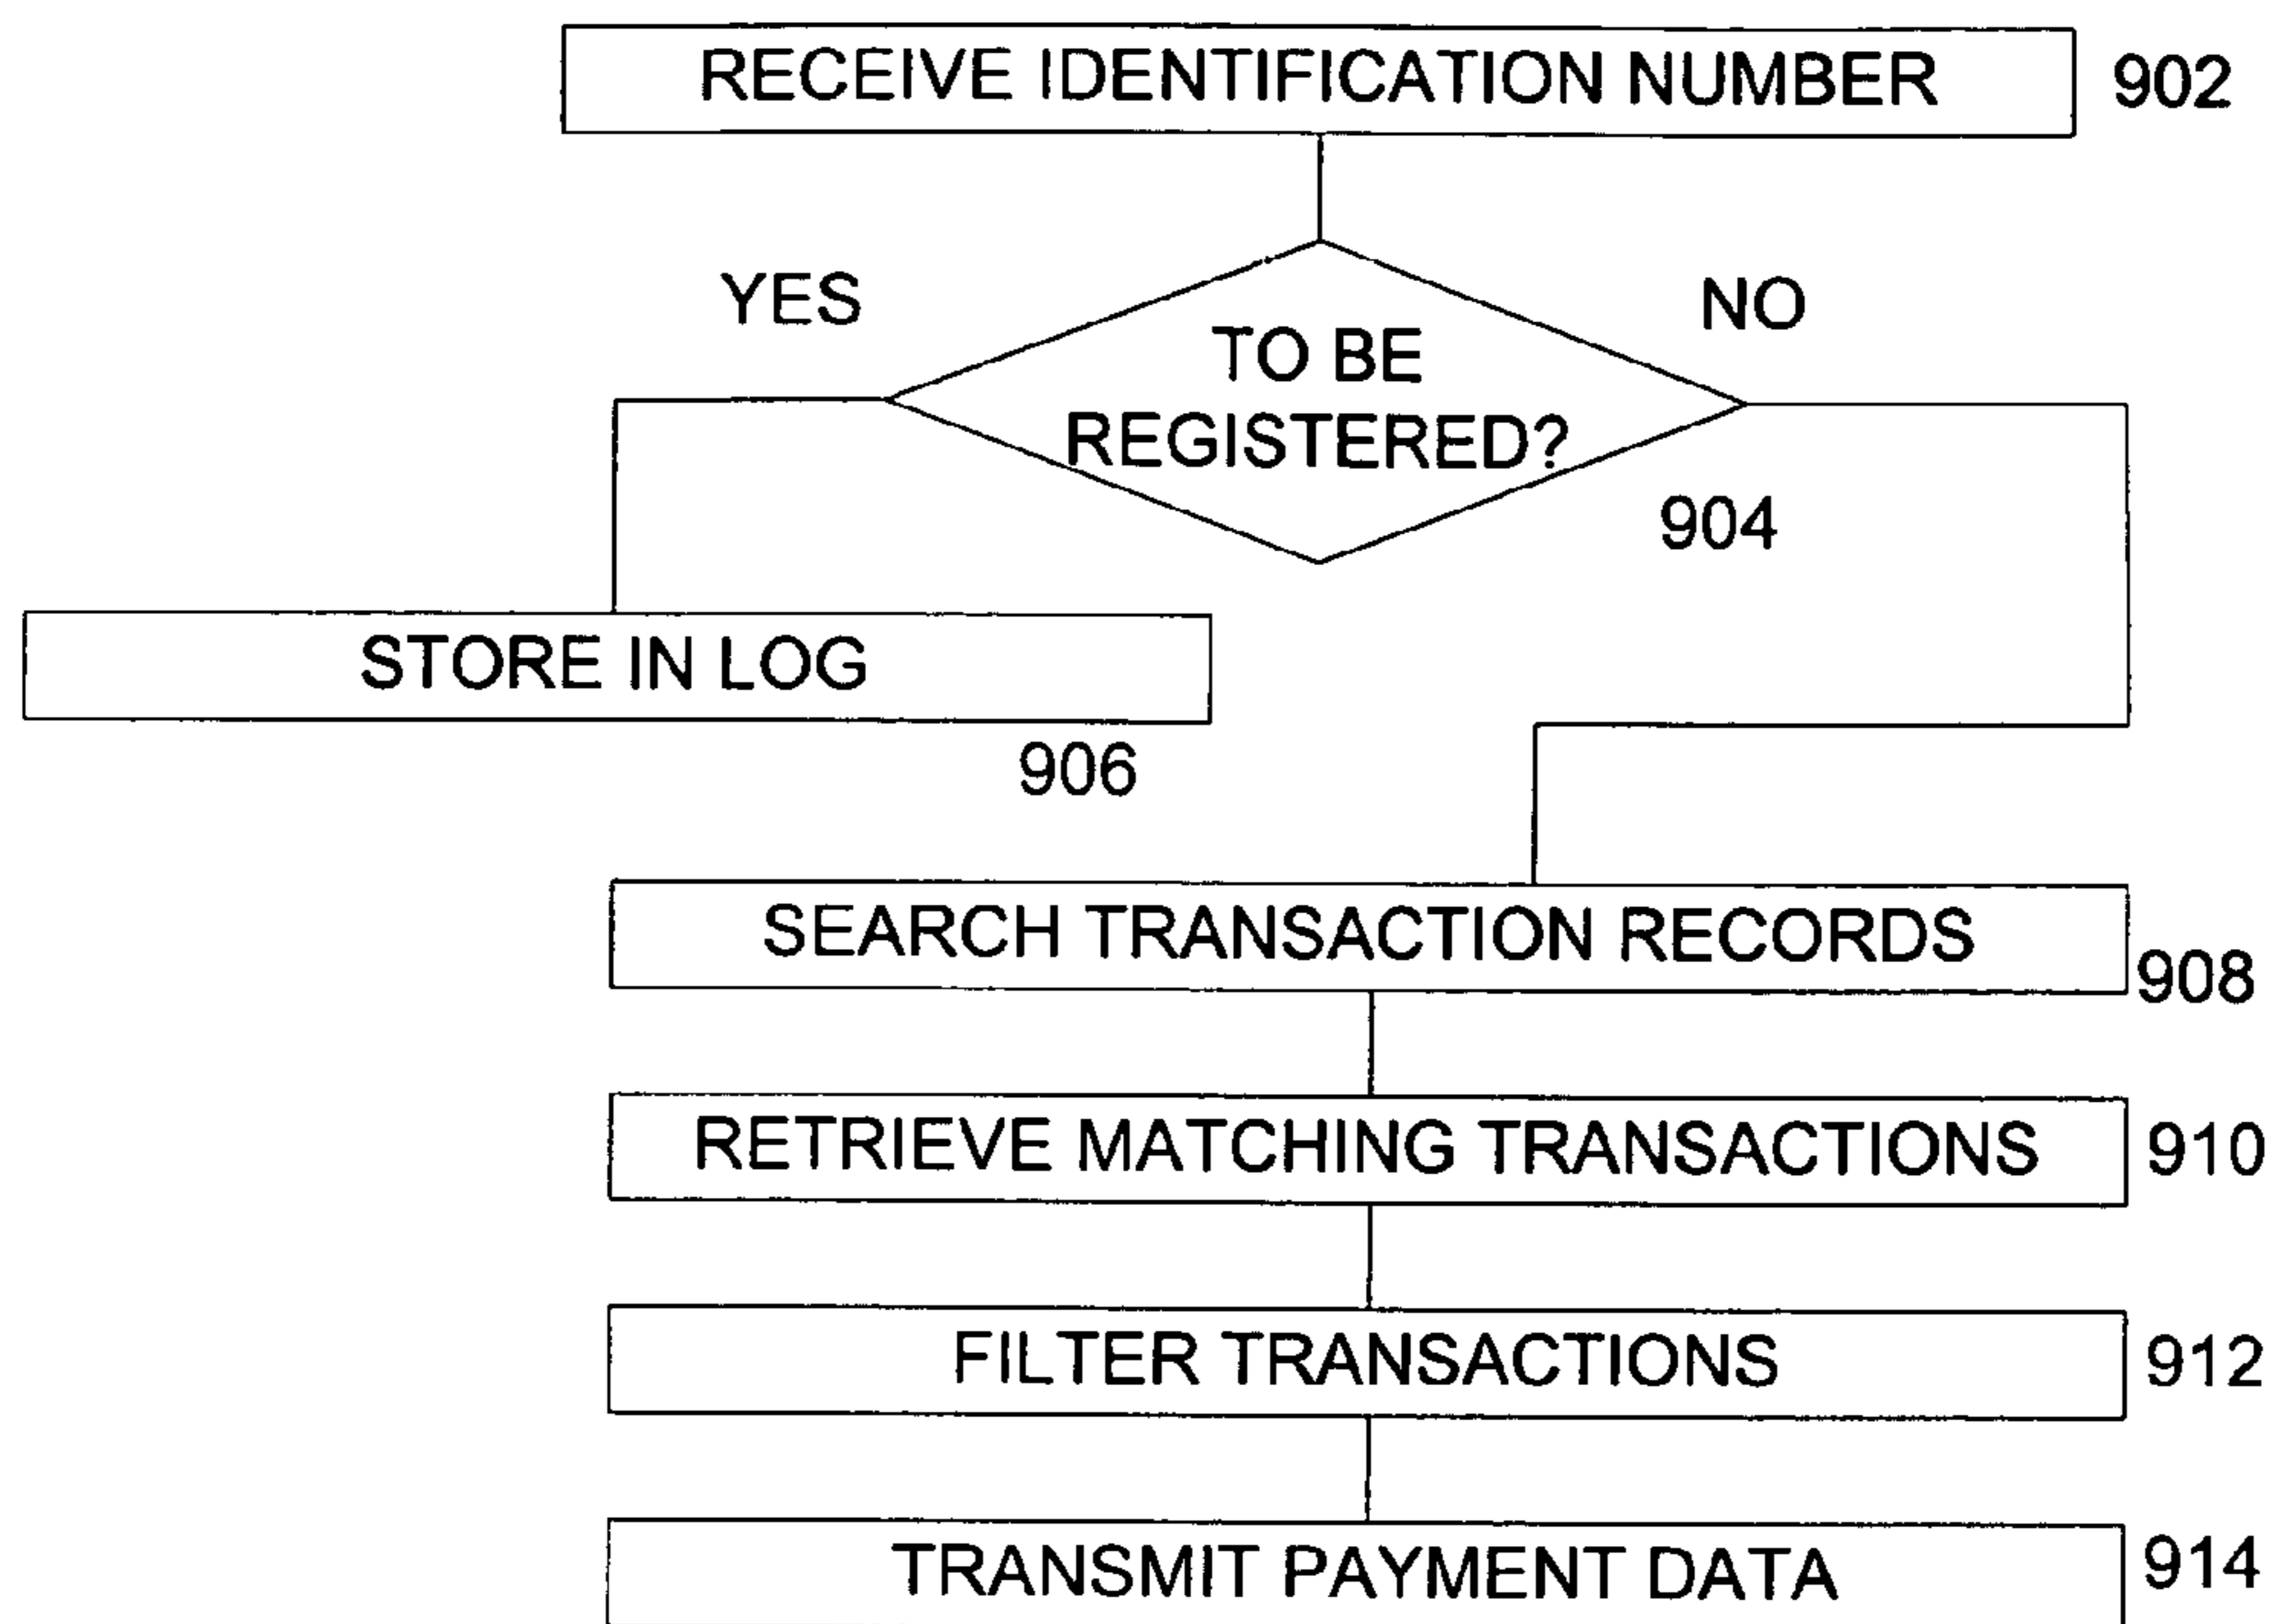 RECEIVE IDENTIFICATION NUMBER 902
YES
NO
TO BE
REGISTERED?
904
STORE IN LOG
906
SEARCH TRANSACTION RECORDS
908
RETRIEVE MATCHING TRANSACTIONS 910
FILTER TRANSACTIONS 912
TRANSMIT PAYMENT DATA 914